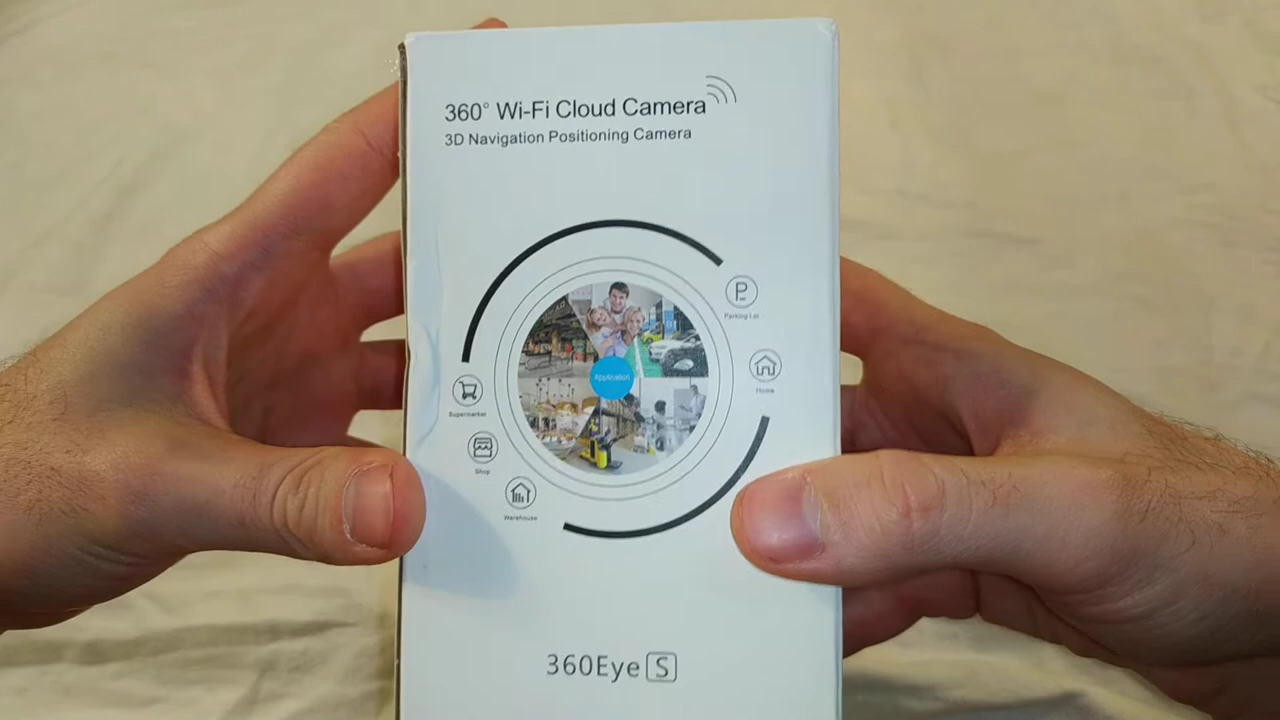 360° Wi-Fi Cloud Camera
3D Navigation Positioning Camera
P
Parking Lot
Application
Home
Supermarket
Shop
Warehouse
360Eye S